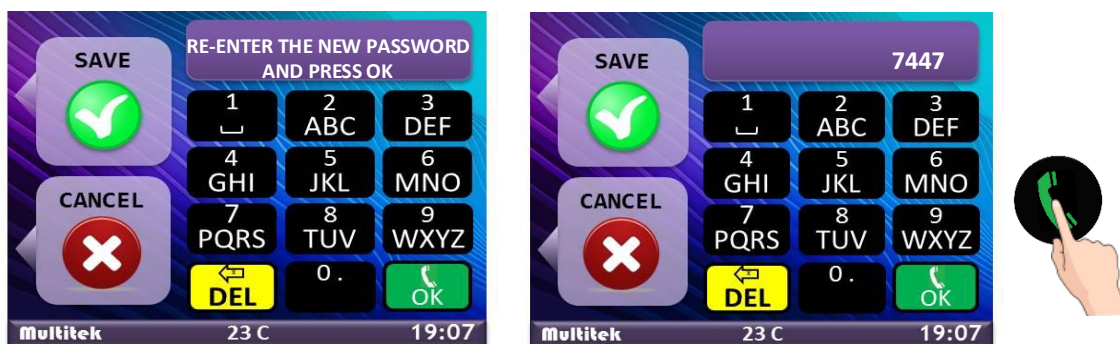 SAVE
RE-ENTER THE NEW PASSWORD
AND PRESS OK
1
2
ABC
3
DEF
4
GHI
5
JKL
6
MNO
CANCEL
7
PQRS
8
TUV
9
WXYZ
DEL
0 .
OK
Multitek 23 C 19:07
SAVE
7447
1
2
ABC
3
DEF
4
GHI
5
JKL
6
MNO
CANCEL
7
PQRS
8
TUV
9
WXYZ
DEL
0 .
OK
Multitek 23 C 19:07